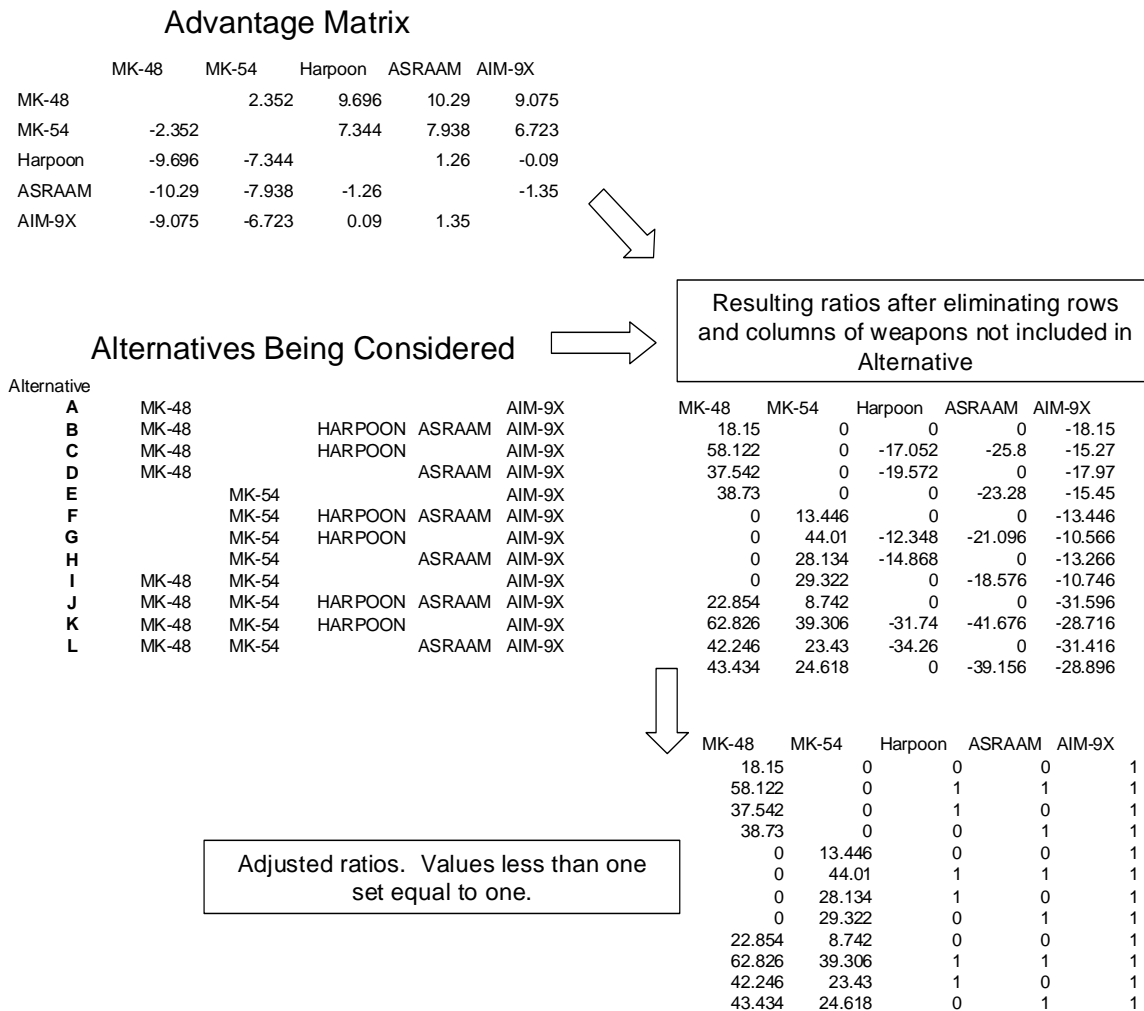 Advantage Matrix
MK-48 MK-54 Harpoon ASRAAM AIM-9X
MK-48 2.352 9.696 10.29 9.075
MK-54 -2.352 7.344 7.938 6.723
Harpoon -9.696 -7.344 1.26 -0.09
ASRAAM -10.29 -7.938 -1.26 -1.35
AIM-9X -9.075 -6.723 0.09 1.35
Resulting ratios after eliminating rows
and columns of weapons not included in
Alternative
Alternatives Being Considered
Alternative
A MK-48 AIM-9X
B MK-48 HARPOON ASRAAM AIM-9X
C MK-48 HARPOON AIM-9X
D MK-48 ASRAAM AIM-9X
E MK-54 AIM-9X
F MK-54 HARPOON ASRAAM AIM-9X
G MK-54 HARPOON AIM-9X
H MK-54 ASRAAM AIM-9X
I MK-48 MK-54 AIM-9X
J MK-48 MK-54 HARPOON ASRAAM AIM-9X
K MK-48 MK-54 HARPOON AIM-9X
L MK-48 MK-54 ASRAAM AIM-9X
MK-48 MK-54 Harpoon ASRAAM AIM-9X
18.15 0 0 0 -18.15
58.122 0 -17.052 -25.8 -15.27
37.542 0 -19.572 0 -17.97
38.73 0 0 -23.28 -15.45
0 13.446 0 0 -13.446
0 44.01 -12.348 -21.096 -10.566
0 28.134 -14.868 0 -13.266
0 29.322 0 -18.576 -10.746
22.854 8.742 0 0 -31.596
62.826 39.306 -31.74 -41.676 -28.716
42.246 23.43 -34.26 0 -31.416
43.434 24.618 0 -39.156 -28.896
MK-48 MK-54 Harpoon ASRAAM AIM-9X
18.15 0 0 0 1
58.122 0 1 1 1
37.542 0 1 0 1
38.73 0 0 1 1
0 13.446 0 0 1
0 44.01 1 1 1
0 28.134 1 0 1
0 29.322 0 1 1
22.854 8.742 0 0 1
62.826 39.306 1 1 1
42.246 23.43 1 0 1
43.434 24.618 0 1 1
Adjusted ratios. Values less than one
set equal to one.